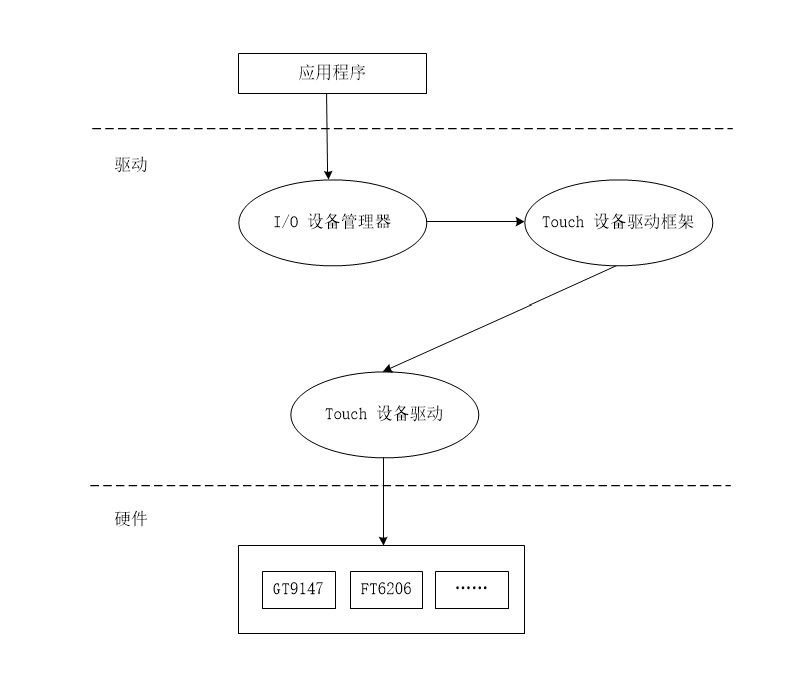 应用程序
驱动
I/O 设备管理器
Touch 设备驱动框架
Touch 设备驱动
硬件
GT9147
FT6206
……